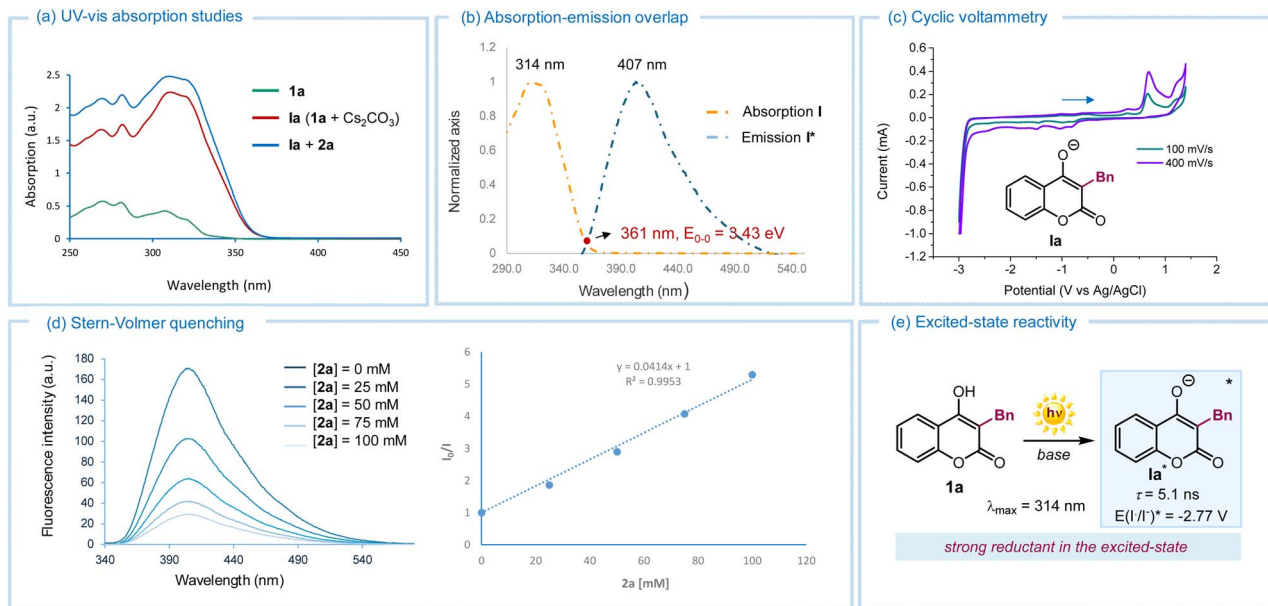 (a) UV-vis absorption studies
Absorption (a.u.)
2.5
2
1.5
1
0.5
0
250
300
350
400
450
Wavelength (nm)
1a
Ia (1a + Cs₂CO₃)
Ia + 2a
(b) Absorption-emission overlap
Normalized axis
1.2
1
0.8
0.6
0.4
0.2
0
290.0
340.0
390.0
440.0
490.0
540.0
Wavelength (nm)
314 nm
407 nm
Absorption I
Emission I*
361 nm, E₀₋₀ = 3.43 eV
(c) Cyclic voltammetry
Current (mA)
0.6
0.4
0.2
0.0
-0.2
-0.4
-0.6
-0.8
-1.0
-3
-2
-1
0
1
2
Potential (V vs Ag/AgCl)
100 mV/s
400 mV/s
O
⊖
Bn
O
O
Ia
(d) Stern-Volmer quenching
Fluorescence intensity (a.u.)
180
160
140
120
100
80
60
40
20
0
340
390
440
490
540
Wavelength (nm)
[2a] = 0 mM
[2a] = 25 mM
[2a] = 50 mM
[2a] = 75 mM
[2a] = 100 mM
I₀/I
6
5
4
3
2
1
0
0
20
40
60
80
100
120
2a [mM]
y = 0.0414x + 1
R² = 0.9953
(e) Excited-state reactivity
OH
Bn
O
O
1a
hν
base
λmax = 314 nm
O
⊖
*
Bn
O
O
Ia*
τ = 5.1 ns
E(I·/I⁻)* = -2.77 V
strong reductant in the excited-state